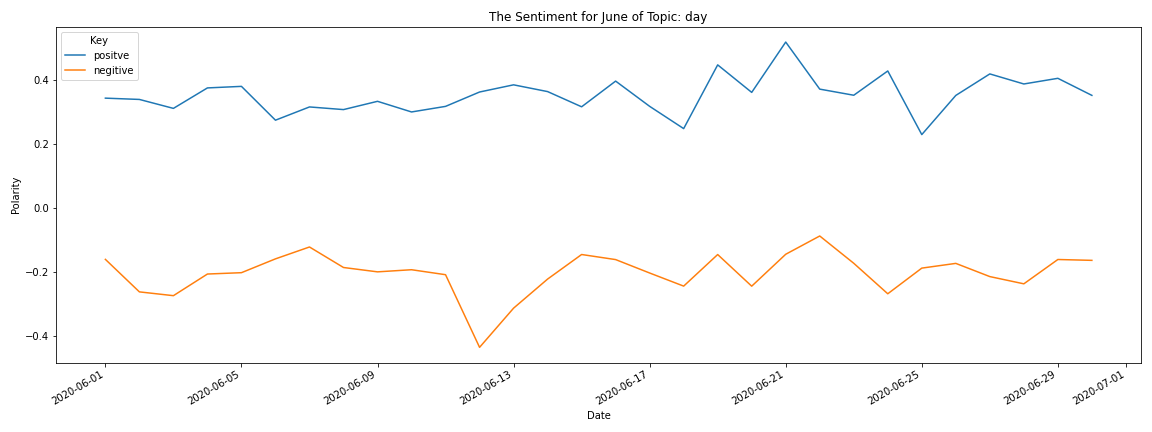 The Sentiment for June of Topic: day
Key
positve
negitive
0.4
0.2
0.0
−0.2
−0.4
Polarity
2020-06-01
2020-06-05
2020-06-09
2020-06-13
2020-06-17
2020-06-21
2020-06-25
2020-06-29
2020-07-01
Date